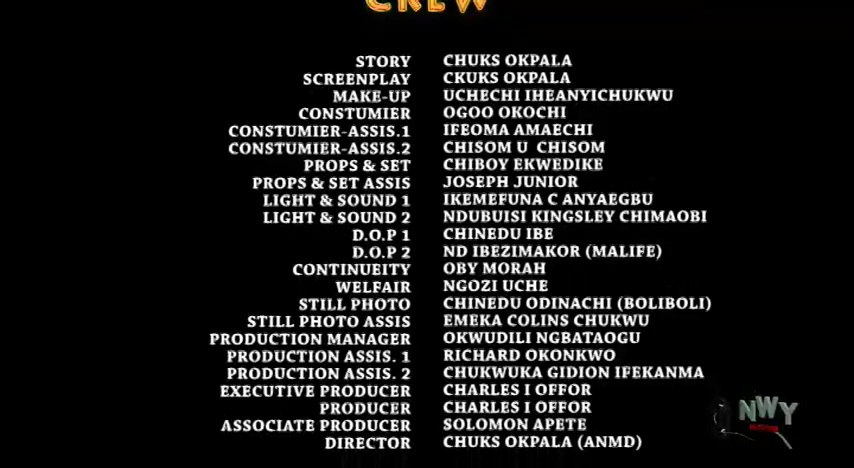 CREW
STORY CHUKS OKPALA
SCREENPLAY CKUKS OKPALA
MAKE-UP UCHECHI IHEANYICHUKWU
CONSTUMIER OGOO OKOCHI
CONSTUMIER-ASSIS.1 IFEOMA AMAECHI
CONSTUMIER-ASSIS.2 CHISOM U CHISOM
PROPS & SET CHIBOY EKWEDIKE
PROPS & SET ASSIS JOSEPH JUNIOR
LIGHT & SOUND 1 IKEMEFUNA C ANYAEGBU
LIGHT & SOUND 2 NDUBUISI KINGSLEY CHIMAOBI
D.O.P 1 CHINEDU IBE
D.O.P 2 ND IBEZIMAKOR (MALIFE)
CONTINUEITY OBY MORAH
WELFAIR NGOZI UCHE
STILL PHOTO CHINEDU ODINACHI (BOLIBOLI)
STILL PHOTO ASSIS EMEKA COLINS CHUKWU
PRODUCTION MANAGER OKWUDILI NGBATAOGU
PRODUCTION ASSIS. 1 RICHARD OKONKWO
PRODUCTION ASSIS. 2 CHUKWUKA GIDION IFEKANMA
EXECUTIVE PRODUCER CHARLES I OFFOR
PRODUCER CHARLES I OFFOR
ASSOCIATE PRODUCER SOLOMON APETE
DIRECTOR CHUKS OKPALA (ANMD)
NWY